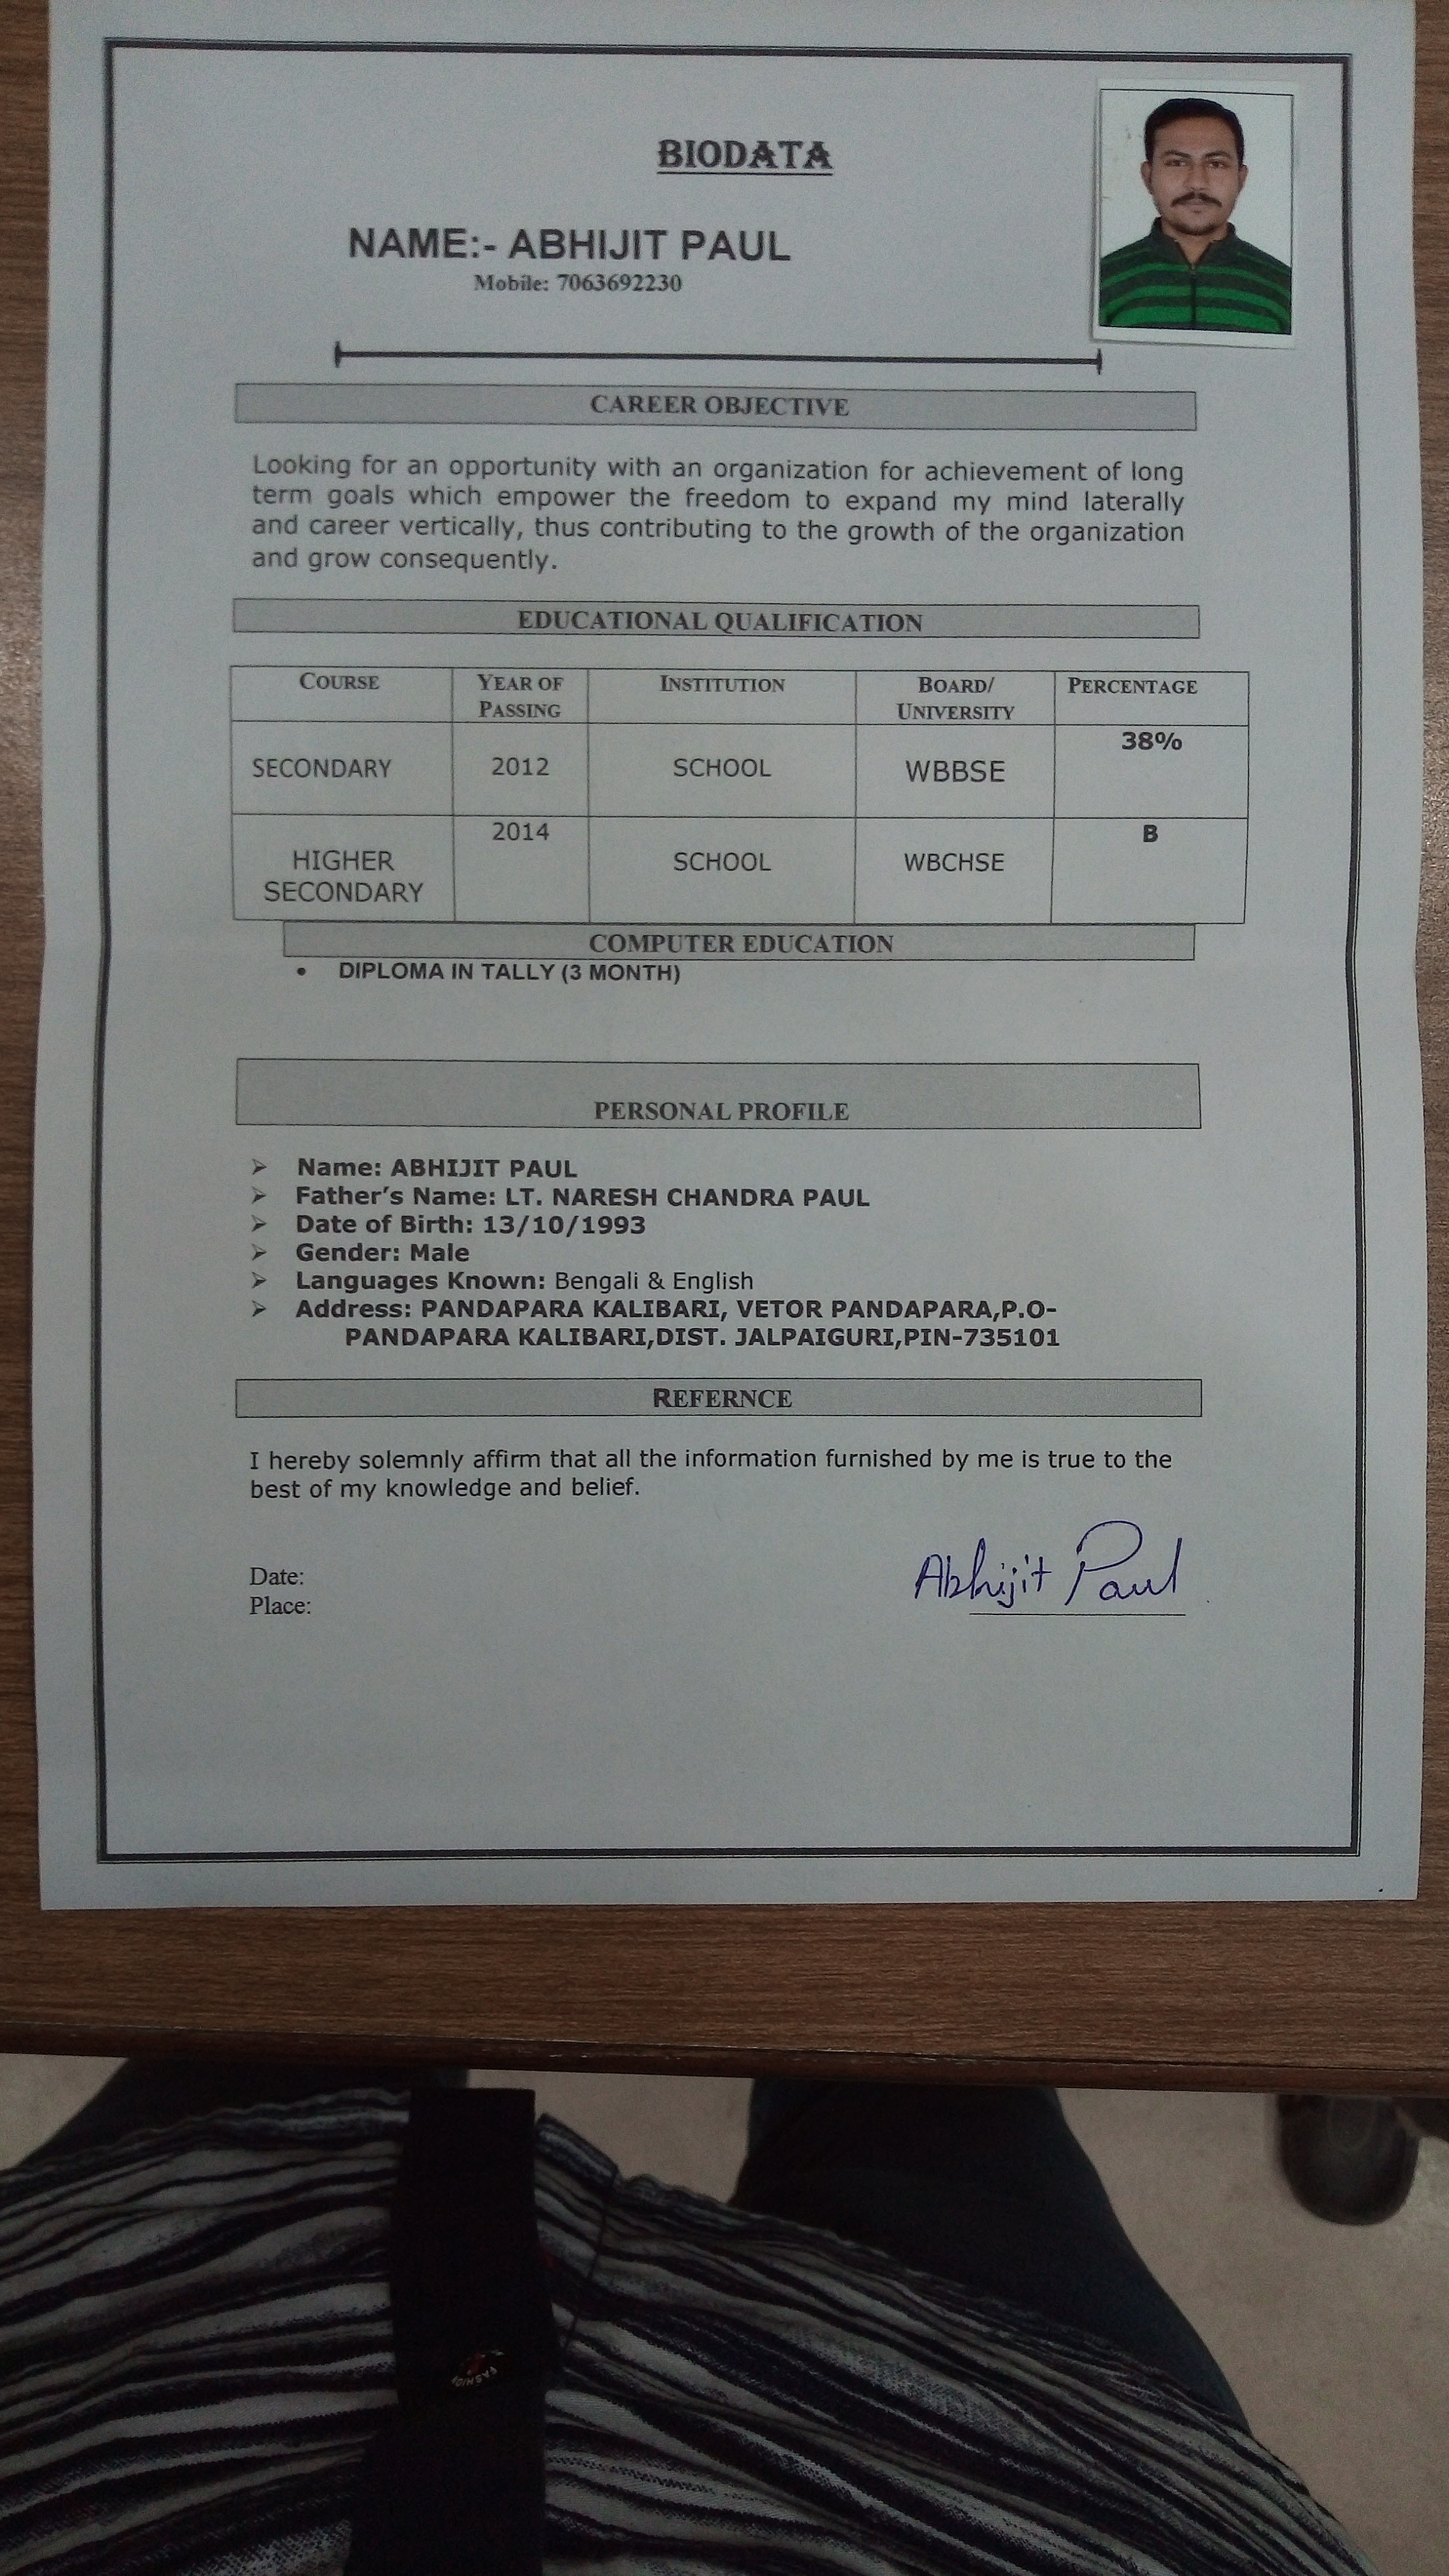 BIODATA
NAME:- ABHIJIT PAUL
Mobile: 7063692230
CAREER OBJECTIVE
Looking for an opportunity with an organization for achievement of long
term goals which empower the freedom to expand my mind laterally
and career vertically, thus contributing to the growth of the organization
and grow consequently.
EDUCATIONAL QUALIFICATION
COURSE YEAR OF PASSING INSTITUTION BOARD/ UNIVERSITY PERCENTAGE
SECONDARY 2012 SCHOOL WBBSE 38%
HIGHER SECONDARY 2014 SCHOOL WBCHSE B
COMPUTER EDUCATION
• DIPLOMA IN TALLY (3 MONTH)
PERSONAL PROFILE
➢ Name: ABHIJIT PAUL
➢ Father’s Name: LT. NARESH CHANDRA PAUL
➢ Date of Birth: 13/10/1993
➢ Gender: Male
➢ Languages Known: Bengali & English
➢ Address: PANDAPARA KALIBARI, VETOR PANDAPARA,P.O-
PANDAPARA KALIBARI,DIST. JALPAIGURI,PIN-735101
REFERNCE
I hereby solemnly affirm that all the information furnished by me is true to the
best of my knowledge and belief.
Abhijit Paul
Date:
Place: